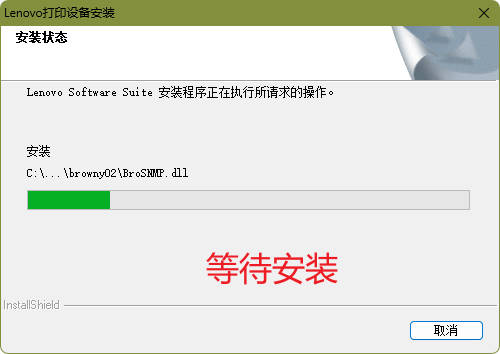 Lenovo打印设备安装
安装状态
Lenovo Software Suite 安装程序正在执行所请求的操作。
安装
C:\...\browny02\BroSNMP.dll
等待安装
InstallShield
取消